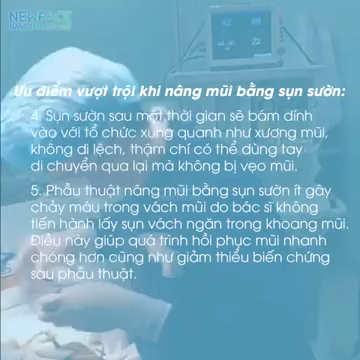 NEWFACE
Ưu điểm vượt trội khi nâng mũi bằng sụn sườn:
4. Sụn sườn sau một thời gian sẽ bám dính
vào với tổ chức xung quanh như xương mũi,
không di lệch, thậm chí có thể dùng tay
di chuyển qua lại mà không bị vẹo mũi.
5. Phẫu thuật nâng mũi bằng sụn sườn ít gây
chảy máu trong vách mũi do bác sĩ không
tiến hành lấy sụn vách ngăn trong khoang mũi.
Điều này giúp quá trình hồi phục mũi nhanh
chóng hơn cũng như giảm thiểu biến chứng
sau phẫu thuật.